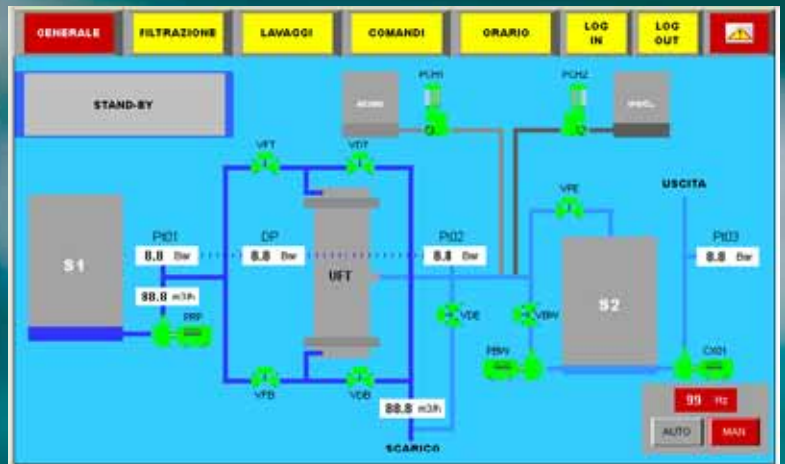 GENERALE
FILTRAZIONE
LAVAGGI
COMANDI
ORARIO
LOG
IN
LOG
OUT
STAND-BY
PCH1
PCH2
VFT
VDT
VPE
USCITA
S1
Pt01
8.8 Bar
DP
8.8 Bar
Pt02
8.8 Bar
Pt03
8.8 Bar
UFT
88.8 m3/h
PRP
VDE
VBW
S2
PBW
CX01
VFB
VDB
88.8 m3/h
SCARICO
99 Hz
AUTO
MAN